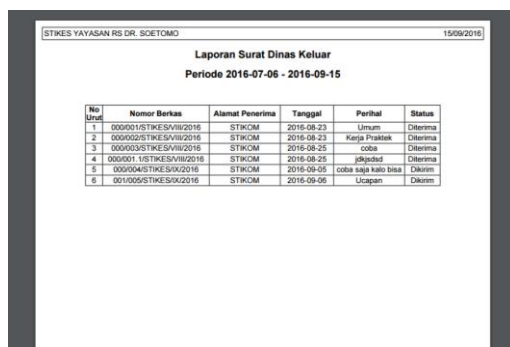 STIKES YAYASAN RS DR. SOETOMO 15/09/2016
Laporan Surat Dinas Keluar
Periode 2016-07-06 - 2016-09-15
No Urut Nomor Berkas Alamat Penerima Tanggal Perihal Status
1 000/001/STIKES/VIII/2016 STIKOM 2016-08-23 Umum Diterima
2 000/002/STIKES/VIII/2016 STIKOM 2016-08-23 Kerja Praktek Diterima
3 000/003/STIKES/VIII/2016 STIKOM 2016-08-25 coba Diterima
4 000/001.1/STIKES/VIII/2016 STIKOM 2016-08-25 jdkjsdsd Diterima
5 000/004/STIKES/IX/2016 STIKOM 2016-09-05 coba saja kalo bisa Dikirim
6 001/005/STIKES/IX/2016 STIKOM 2016-09-06 Ucapan Dikirim